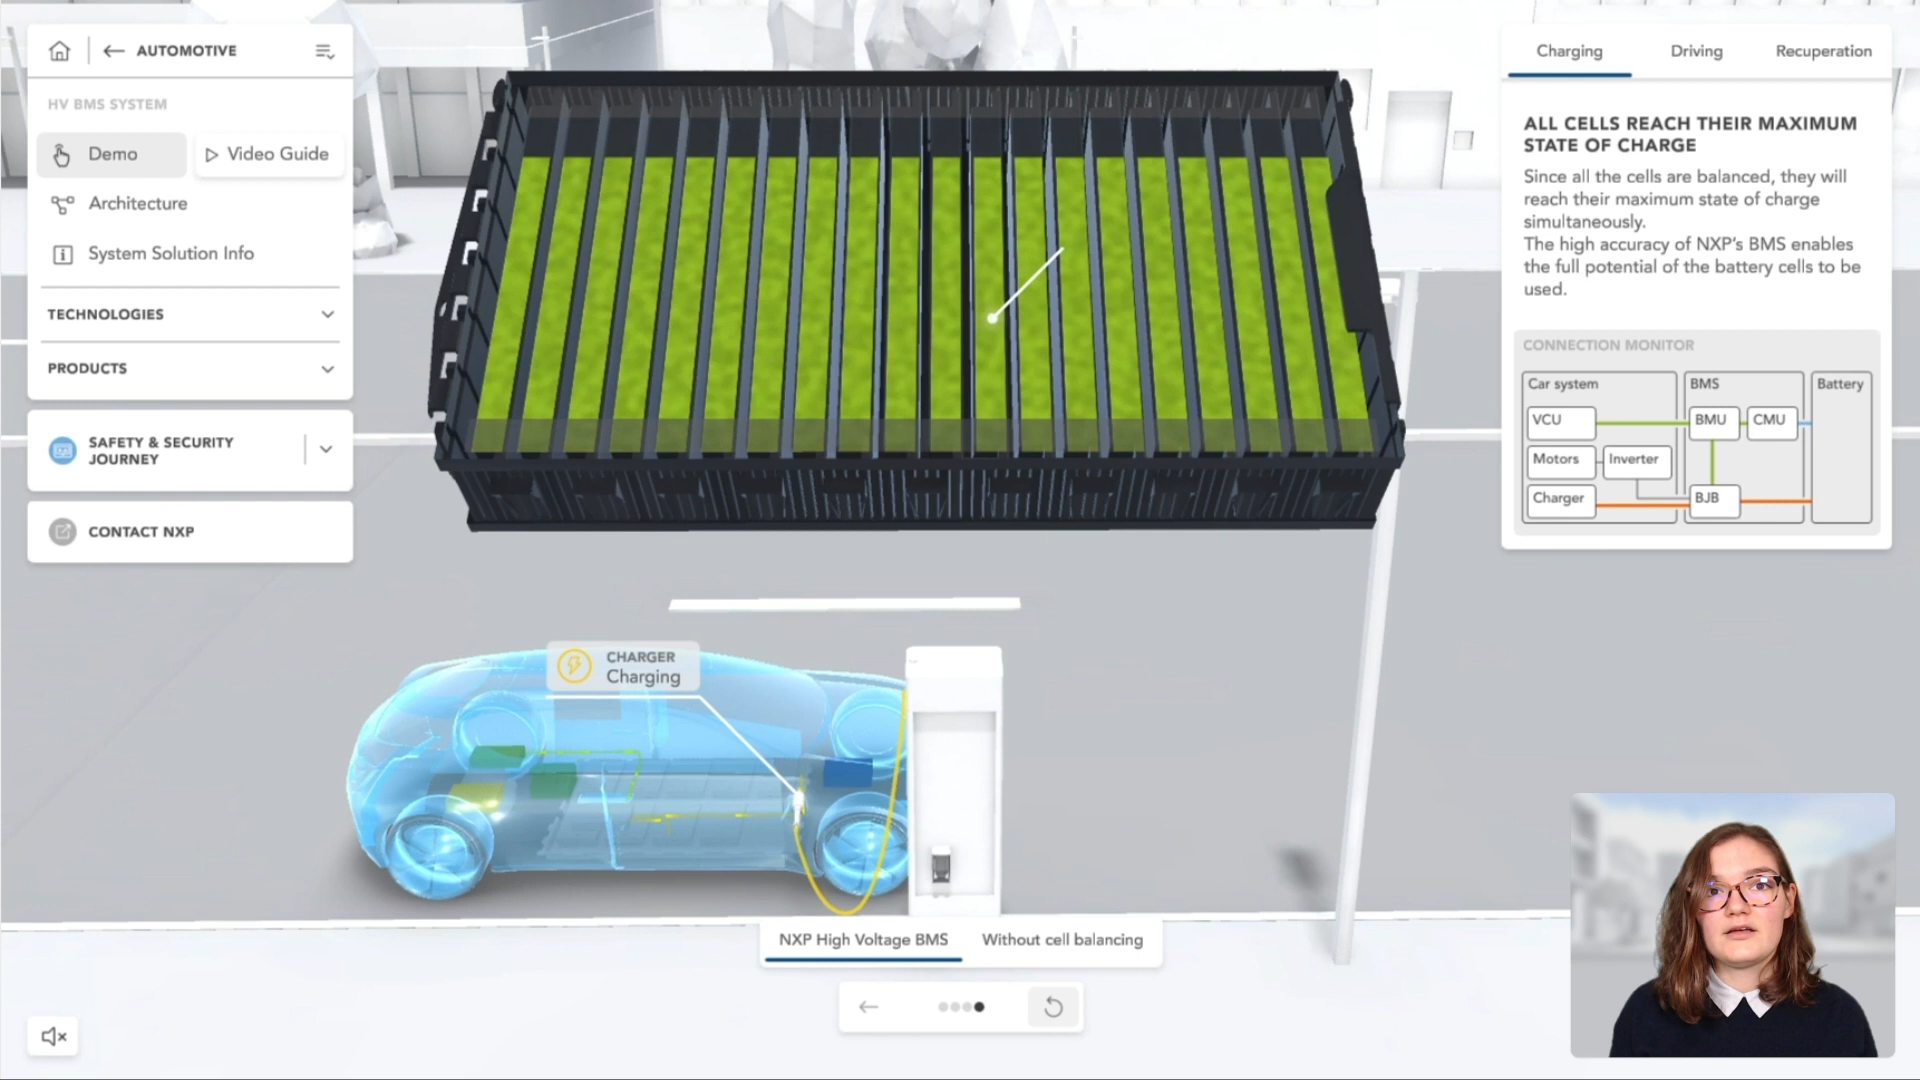 AUTOMOTIVE
HV BMS SYSTEM
Demo
Video Guide
Architecture
System Solution Info
TECHNOLOGIES
PRODUCTS
SAFETY & SECURITY
JOURNEY
CONTACT NXP
CHARGER
Charging
NXP High Voltage BMS
Without cell balancing
Charging
Driving
Recuperation
ALL CELLS REACH THEIR MAXIMUM
STATE OF CHARGE
Since all the cells are balanced, they will
reach their maximum state of charge
simultaneously.
The high accuracy of NXP's BMS enables
the full potential of the battery cells to be
used.
CONNECTION MONITOR
Car system
BMS
Battery
VCU
BMU
CMU
Motors
Inverter
Charger
BJB